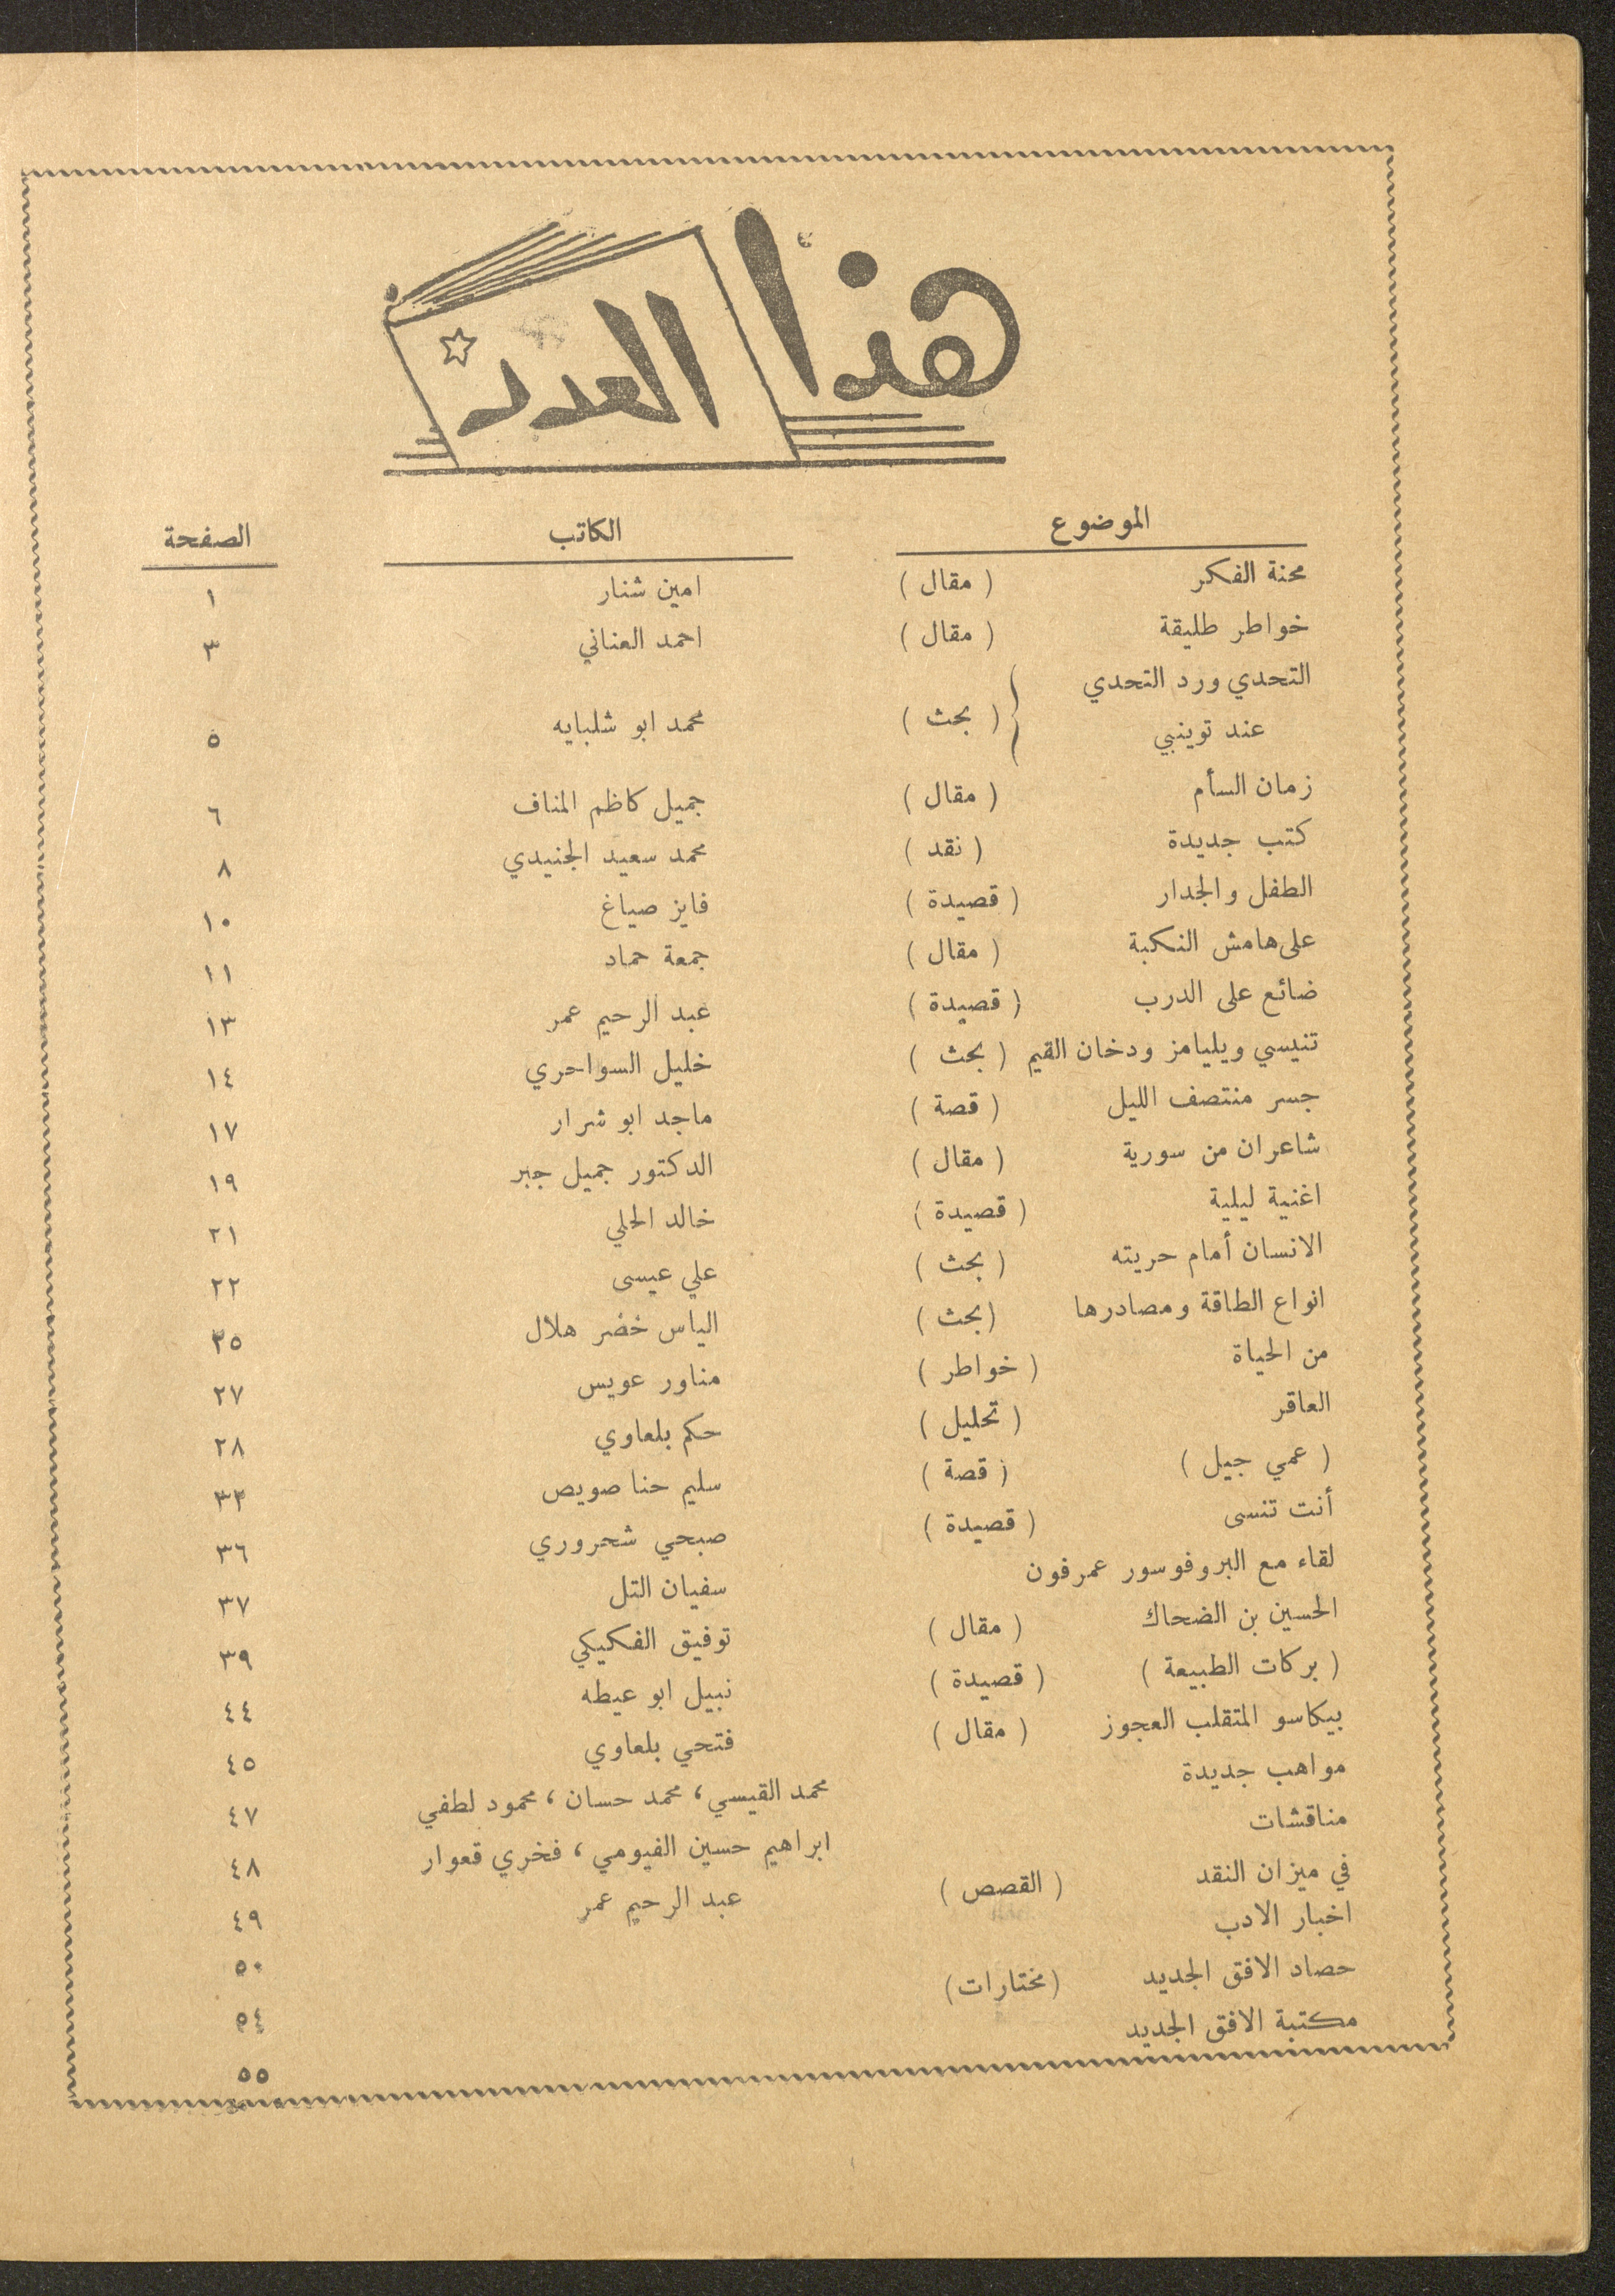 هذا العدد
الموضوع الكاتب الصفحة
محنة الفكر ( مقال ) امين شنار ١
خواطر طليقة ( مقال ) احمد العناني ٣
التحدي ورد التحدي
عند توينبي ( بحث ) محمد ابو شلبايه ٥
زمان السأم ( مقال ) جميل كاظم المناف ٦
كتب جديدة ( نقد ) محمد سعيد الجنيدي ٨
الطفل والجدار ( قصيدة ) فايز صياغ ١٠
على هامش النكبة ( مقال ) جمعة حماد ١١
ضائع على الدرب ( قصيدة ) عبد الرحيم عمر ١٣
تنيسي ويليامز ودخان القيم ( بحث ) خليل السواحري ١٤
جسر منتصف الليل ( قصة ) ماجد ابو شرار ١٧
شاعران من سورية ( مقال ) الدكتور جميل جبر ١٩
اغنية ليلية ( قصيدة ) خالد الحلي ٢١
الانسان أمام حريته ( بحث ) علي عيسى ٢٢
انواع الطاقة ومصادرها ( بحث ) الياس خضر هلال ٢٥
من الحياة ( خواطر ) مناور عويس ٢٧
العاقر ( تحليل ) حكم بلعاوي ٢٨
( عمي جيل ) ( قصة ) سليم حنا صويص
أنت تنسى ( قصيدة ) صبحي شحروري ٣٦
لقاء مع البروفوسور عمرفون سفيان التل ٣٧
الحسين بن الضحاك ( مقال ) توفيق الفكيكي ٣٩
( بركات الطبيعة ) ( قصيدة ) نبيل ابو عيطه ٤٤
بيكاسو المتقلب العجوز ( مقال ) فتحي بلعاوي ٤٥
مواهب جديدة محمد القيسي ، محمد حسان ، محمود لطفي ٤٧
مناقشات ابراهيم حسين الفيومي ، فخري قعوار ٤٨
في ميزان النقد ( القصص ) عبد الرحيم عمر ٤٩
اخبار الادب ٥٠
حصاد الافق الجديد ( مختارات ) ٥٤
مكتبة الافق الجديد ٥٥